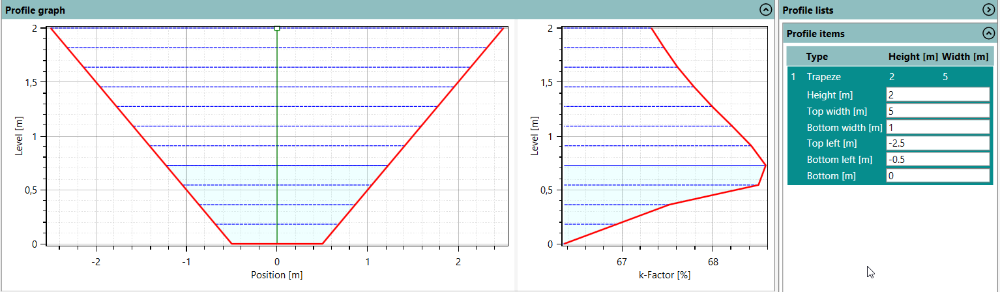 Profile graph
2
1,5
1
0,5
0
Level [m]
-2
-1
0
1
2
Position [m]
2
1,5
1
0,5
0
Level [m]
67
68
k-Factor [%]
Profile lists
Profile items
Type Height [m] Width [m]
1 Trapeze 2 5
Height [m] 2
Top width [m] 5
Bottom width [m] 1
Top left [m] -2.5
Bottom left [m] -0.5
Bottom [m] 0